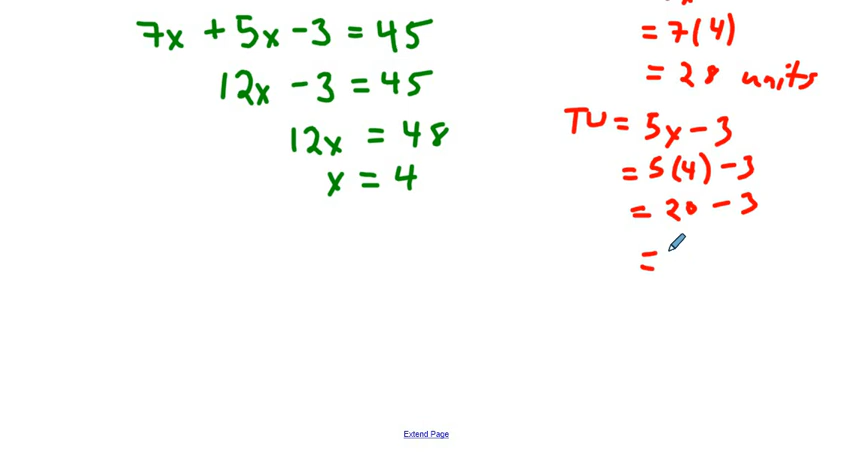 7x + 5x - 3 = 45
12x - 3 = 45
12x = 48
x = 4
= 7(4)
= 28 units
TU = 5x - 3
= 5(4) - 3
= 20 - 3
=
Extend Page